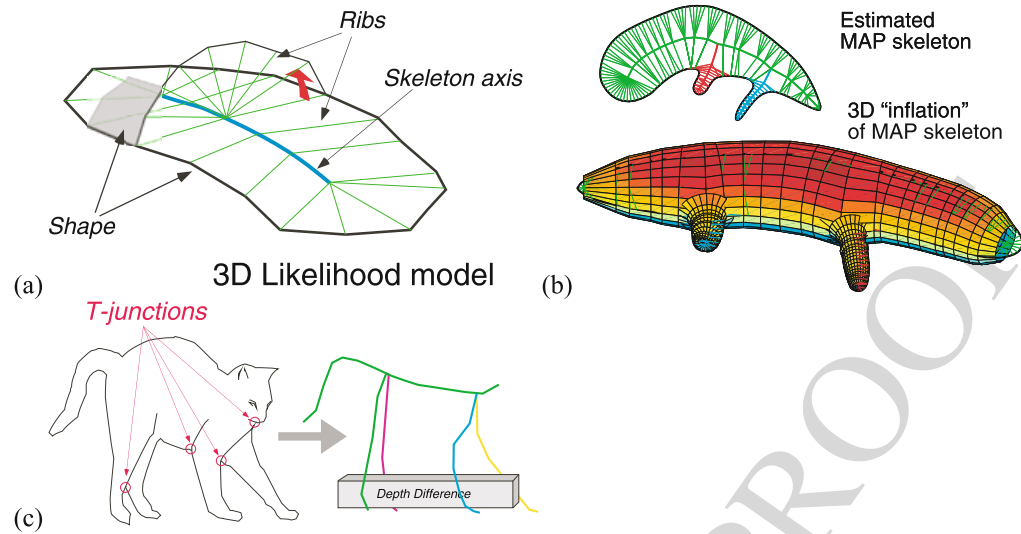 Ribs
Skeleton axis
Shape
(a)
3D Likelihood model
Estimated
MAP skeleton
3D “inflation”
of MAP skeleton
(b)
T-junctions
Depth Difference
(c)
PROOF